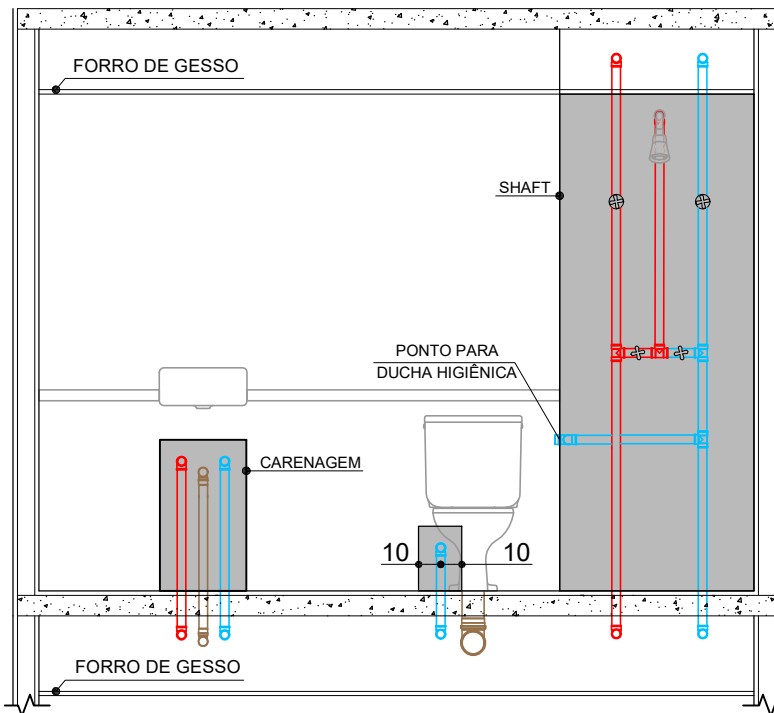 FORRO DE GESSO
SHAFT
PONTO PARA
DUCHA HIGIÊNICA
CARENAGEM
10
10
FORRO DE GESSO